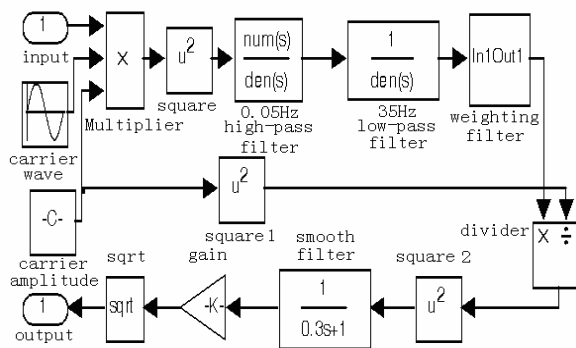 1
input
carrier
wave
-C-
carrier
amplitude
X
Multiplier
u²
square
num(s)
den(s)
0.05Hz
high-pass
filter
1
den(s)
35Hz
low-pass
filter
In1Out1
weighting
filter
u²
square1
divider
X ÷
square 2
u²
smooth
filter
1
0.3s+1
gain
-K-
sqrt
sqrt
1
output